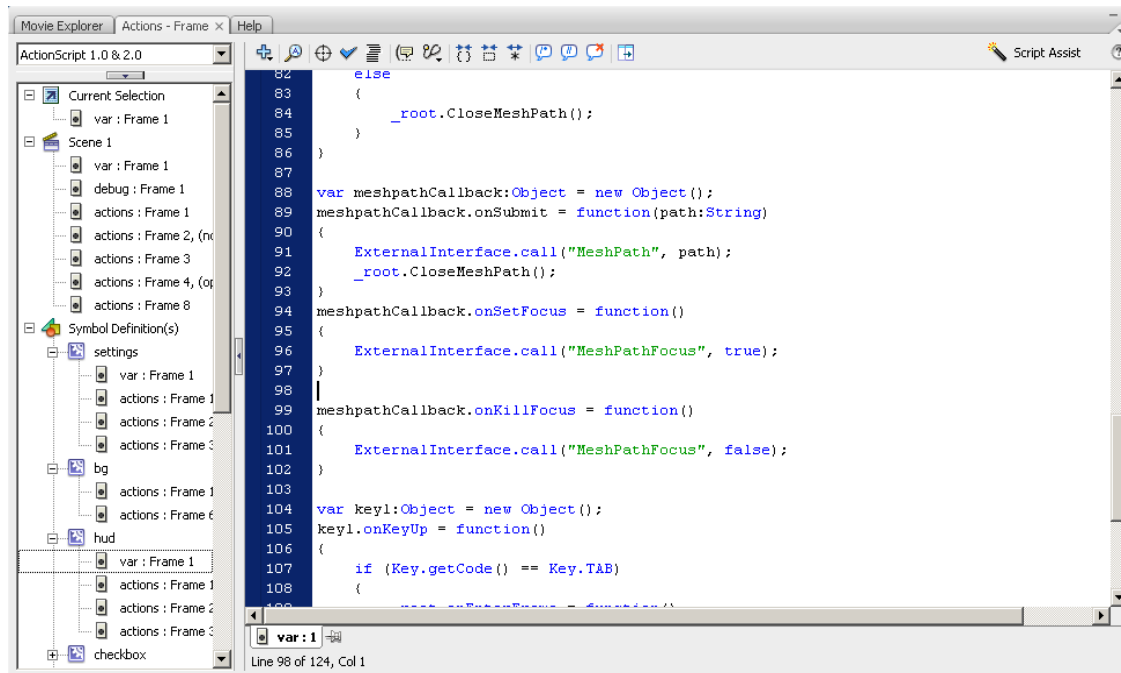 Movie Explorer Actions - Frame × Help
ActionScript 1.0 & 2.0
Script Assist
Current Selection
var : Frame 1
Scene 1
var : Frame 1
debug : Frame 1
actions : Frame 1
actions : Frame 2, (no
actions : Frame 3
actions : Frame 4, (op
actions : Frame 8
Symbol Definition(s)
settings
var : Frame 1
actions : Frame 1
actions : Frame 2
actions : Frame 3
bg
actions : Frame 1
actions : Frame 6
hud
var : Frame 1
actions : Frame 1
actions : Frame 2
actions : Frame 3
checkbox
82 else
83 {
84 _root.CloseMeshPath();
85 }
86 }
87
88 var meshpathCallback:Object = new Object();
89 meshpathCallback.onSubmit = function(path:String)
90 {
91 ExternalInterface.call("MeshPath", path);
92 _root.CloseMeshPath();
93 }
94 meshpathCallback.onSetFocus = function()
95 {
96 ExternalInterface.call("MeshPathFocus", true);
97 }
98
99 meshpathCallback.onKillFocus = function()
100 {
101 ExternalInterface.call("MeshPathFocus", false);
102 }
103
104 var key1:Object = new Object();
105 key1.onKeyUp = function()
106 {
107 if (Key.getCode() == Key.TAB)
108 {
109 _root.onEnterFrame = function()
var : 1
Line 98 of 124, Col 1